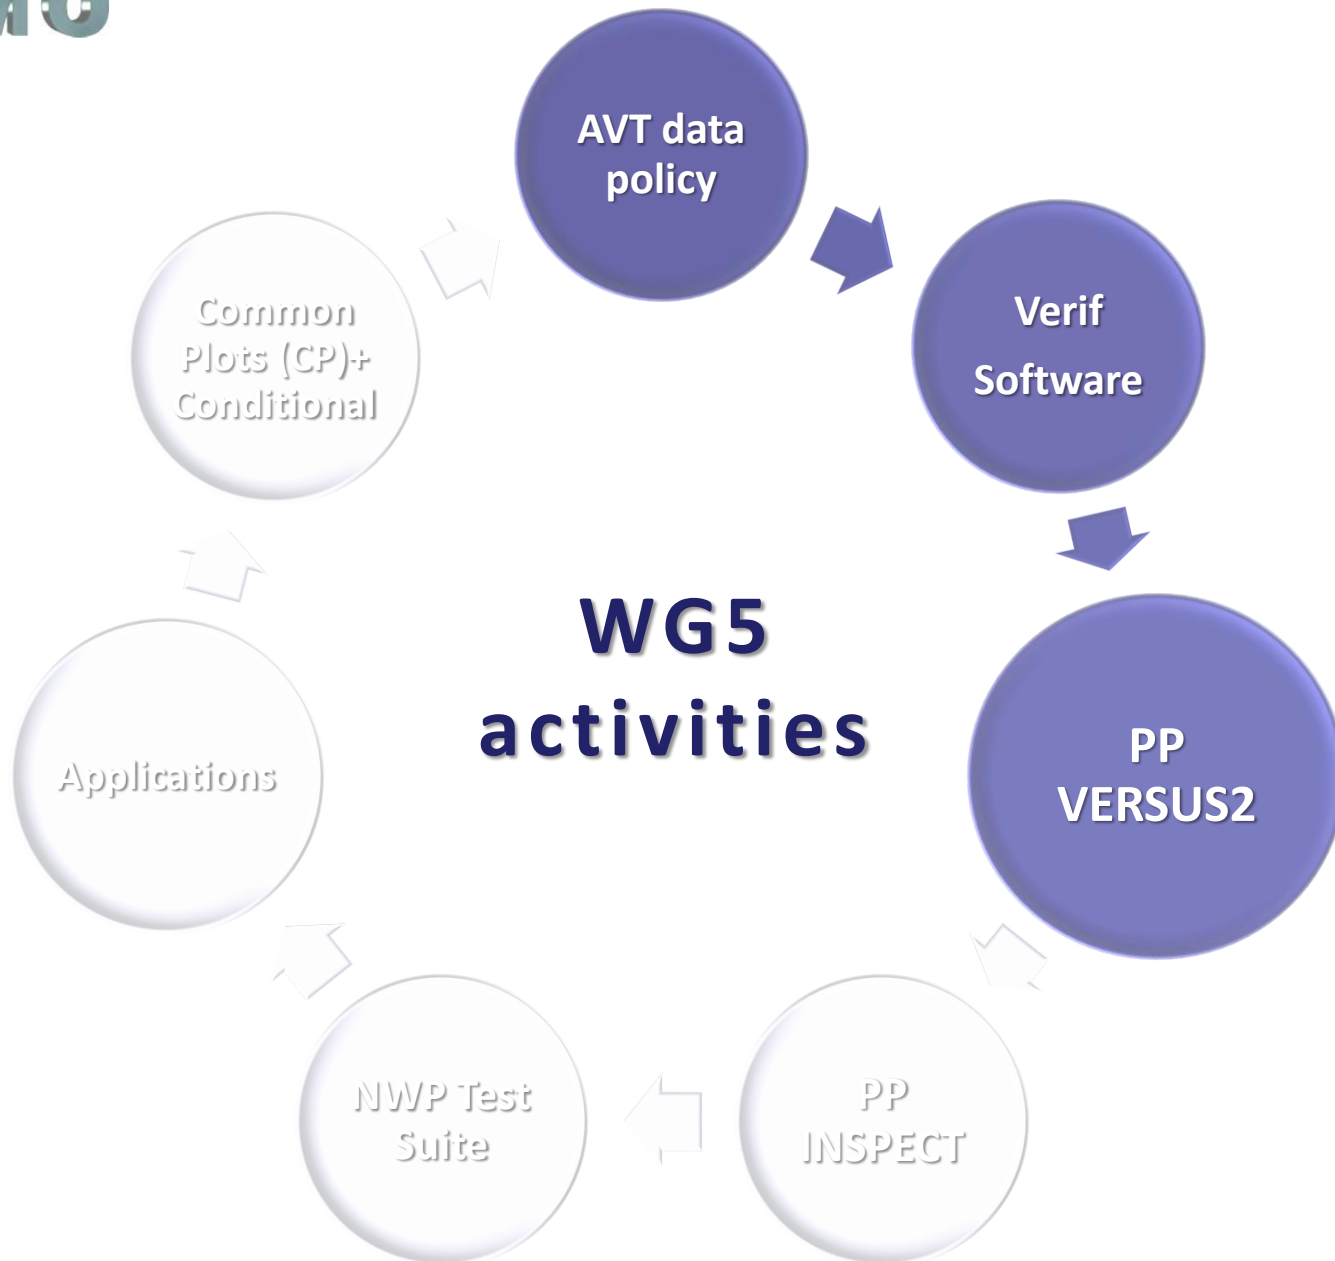 AVT data
policy
Verif
Software
PP
VERSUS2
PP
INSPECT
NWP Test
Suite
Applications
Common
Plots (CP)+
Conditional
WG5
activities